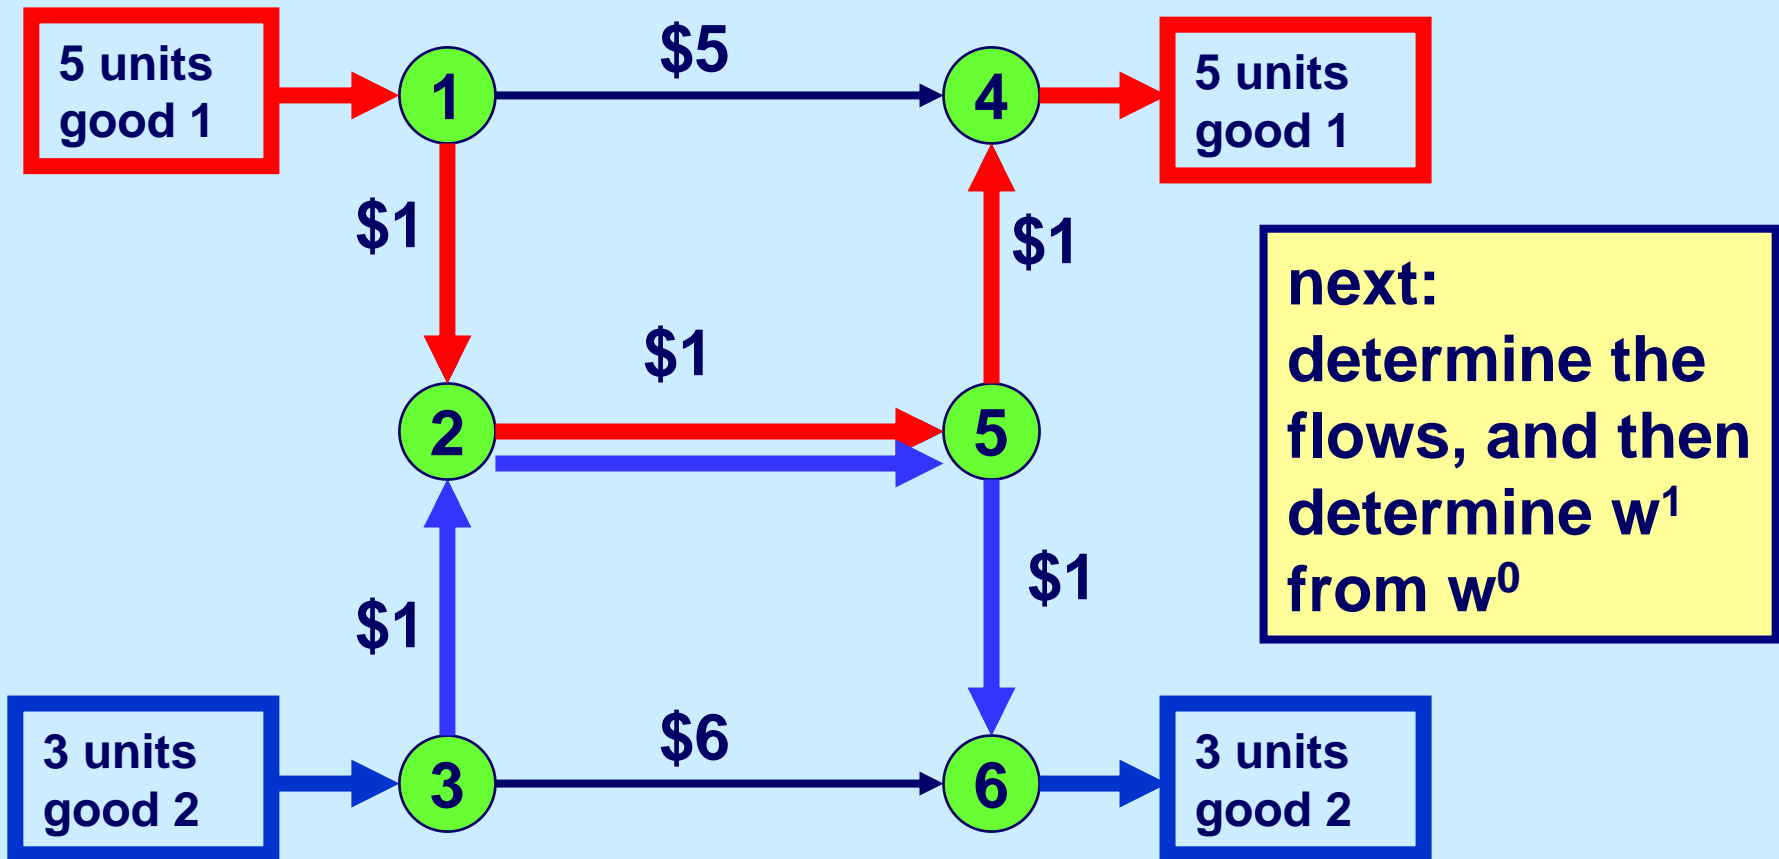 5 units
good 1
1
$5
4
5 units
good 1
$1
$1
next:
determine the
flows, and then
determine w¹
from w⁰
2
$1
5
$1
$1
3 units
good 2
3
$6
6
3 units
good 2